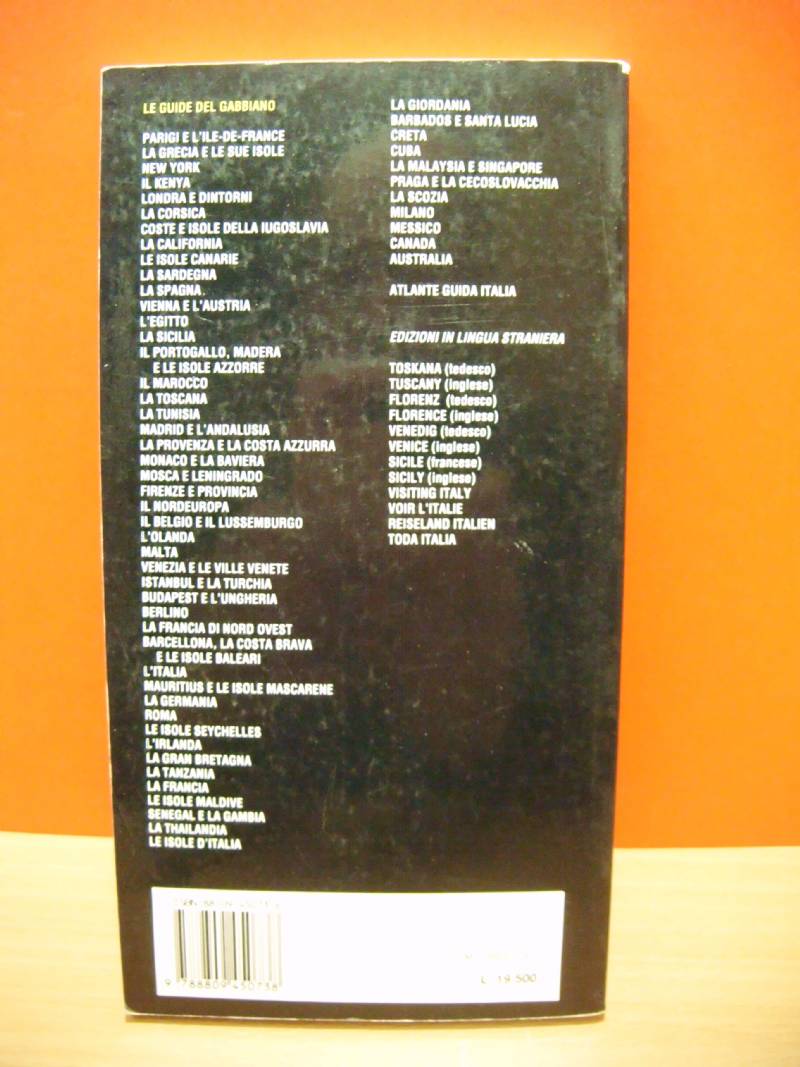 LE GUIDE DEL GABBIANO
PARIGI E L'ILE-DE-FRANCE
LA GRECIA E LE SUE ISOLE
NEW YORK
IL KENYA
LONDRA E DINTORNI
LA CORSICA
COSTE E ISOLE DELLA IUGOSLAVIA
LA CALIFORNIA
LE ISOLE CANARIE
LA SARDEGNA
LA SPAGNA
VIENNA E L'AUSTRIA
L'EGITTO
LA SICILIA
IL PORTOGALLO, MADERA
E LE ISOLE AZZORRE
IL MAROCCO
LA TOSCANA
LA TUNISIA
MADRID E L'ANDALUSIA
LA PROVENZA E LA COSTA AZZURRA
MONACO E LA BAVIERA
MOSCA E LENINGRADO
FIRENZE E PROVINCIA
IL NORDEUROPA
IL BELGIO E IL LUSSEMBURGO
L'OLANDA
MALTA
VENEZIA E LE VILLE VENETE
ISTANBUL E LA TURCHIA
BUDAPEST E L'UNGHERIA
BERLINO
LA FRANCIA DI NORD OVEST
BARCELLONA, LA COSTA BRAVA
E LE ISOLE BALEARI
L'ITALIA
MAURITIUS E LE ISOLE MASCARENE
LA GERMANIA
ROMA
LE ISOLE SEYCHELLES
L'IRLANDA
LA GRAN BRETAGNA
LA TANZANIA
LA FRANCIA
LE ISOLE MALDIVE
SENEGAL E LA GAMBIA
LA THAILANDIA
LE ISOLE D'ITALIA
LA GIORDANIA
BARBADOS E SANTA LUCIA
CRETA
CUBA
LA MALAYSIA E SINGAPORE
PRAGA E LA CECOSLOVACCHIA
LA SCOZIA
MILANO
MESSICO
CANADA
AUSTRALIA
ATLANTE GUIDA ITALIA
EDIZIONI IN LINGUA STRANIERA
TOSKANA (tedesco)
TUSCANY (inglese)
FLORENZ (tedesco)
FLORENCE (inglese)
VENEDIG (tedesco)
VENICE (inglese)
SICILE (francese)
SICILY (inglese)
VISITING ITALY
VOIR L'ITALIE
REISELAND ITALIEN
TODA ITALIA
9 788809 450738
L. 19.500